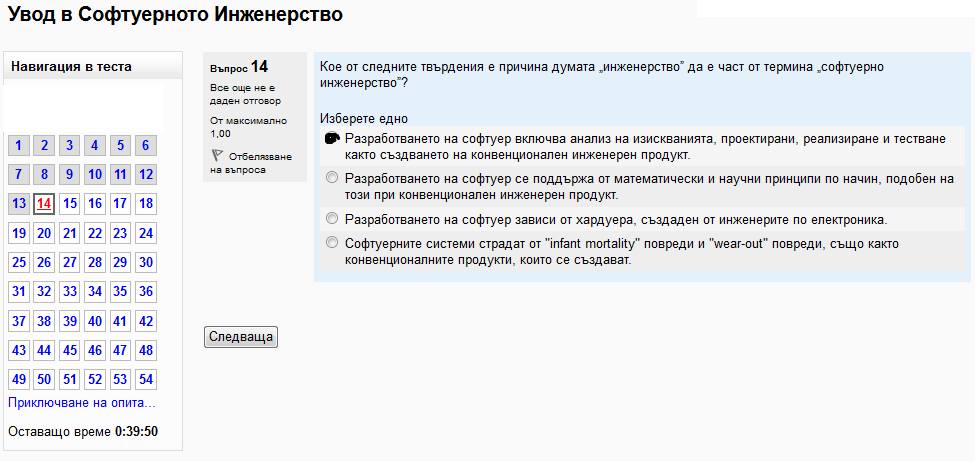 Увод в Софтуерното Инженерство
Навигация в теста
1 2 3 4 5 6
7 8 9 10 11 12
13 14 15 16 17 18
19 20 21 22 23 24
25 26 27 28 29 30
31 32 33 34 35 36
37 38 39 40 41 42
43 44 45 46 47 48
49 50 51 52 53 54
Приключване на опита...
Оставащо време 0:39:50
Въпрос 14
Все още не е
даден отговор
От максимално
1,00
Отбелязване
на въпроса
Кое от следните твърдения е причина думата „инженерство” да е част от термина „софтуерно
инженерство”?
Изберете едно
Разработването на софтуер включва анализ на изискванията, проектирани, реализиране и тестване
както създаването на конвенционален инженерен продукт.
Разработването на софтуер се поддържа от математически и научни принципи по начин, подобен на
този при конвенционален инженерен продукт.
Разработването на софтуер зависи от хардуера, създаден от инженерите по електроника.
Софтуерните системи страдат от "infant mortality" повреди и "wear-out" повреди, също както
конвенционалните продукти, които се създават.
Следваща